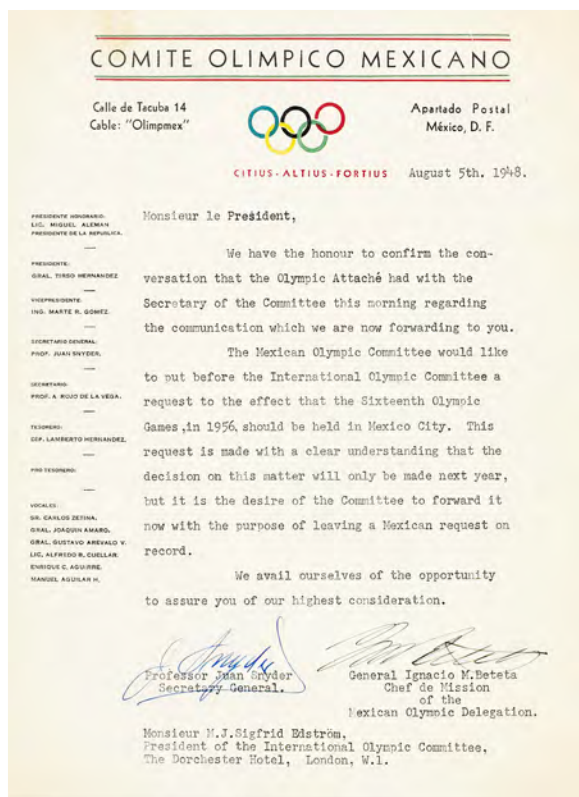 COMITE OLIMPICO MEXICANO
Calle de Tacuba 14
Cable: "Olimpmex"
Apartado Postal
México, D. F.
CITIUS - ALTIUS - FORTIUS
August 5th. 1948.
PRESIDENTE HONORARIO:
LIC. MIGUEL ALEMAN
PRESIDENTE DE LA REPUBLICA.
PRESIDENTE:
GRAL. TIRSO HERNANDEZ
VICEPRESIDENTE:
ING. MARTE R. GOMEZ.
SECRETARIO GENERAL:
PROF. JUAN SNYDER.
SECRETARIO:
PROF. A. ROJO DE LA VEGA.
TESORERO:
LAMBERTO HERNANDEZ.
PRO TESORERO:
VOCALES:
SR. CARLOS ZETINA.
GRAL. JOAQUIN AMARO.
GRAL. GUSTAVO AREVALO V.
LIC. ALFREDO B. CUELLAR.
ENRIQUE C. AGUIRRE.
MANUEL AGUILAR H.
Monsieur le President,
We have the honour to confirm the con-
versation that the Olympic Attaché had with the
Secretary of the Committee this morning regarding
the communication which we are now forwarding to you.
The Mexican Olympic Committee would like
to put before the International Olympic Committee a
request to the effect that the Sixteenth Olympic
Games ,in 1956, should be held in Mexico City. This
request is made with a clear understanding that the
decision on this matter will only be made next year,
but it is the desire of the Committee to forward it
now with the purpose of leaving a Mexican request on
record.
We avail ourselves of the opportunity
to assure you of our highest consideration.
J. Snyder
Professor Juan Snyder
Secretary General.
General Ignacio M.Beteta
Chef de Mission
of the
Mexican Olympic Delegation.
Monsieur M.J.Sigfrid Edström,
President of the International Olympic Committee,
The Dorchester Hotel, London, W.1.